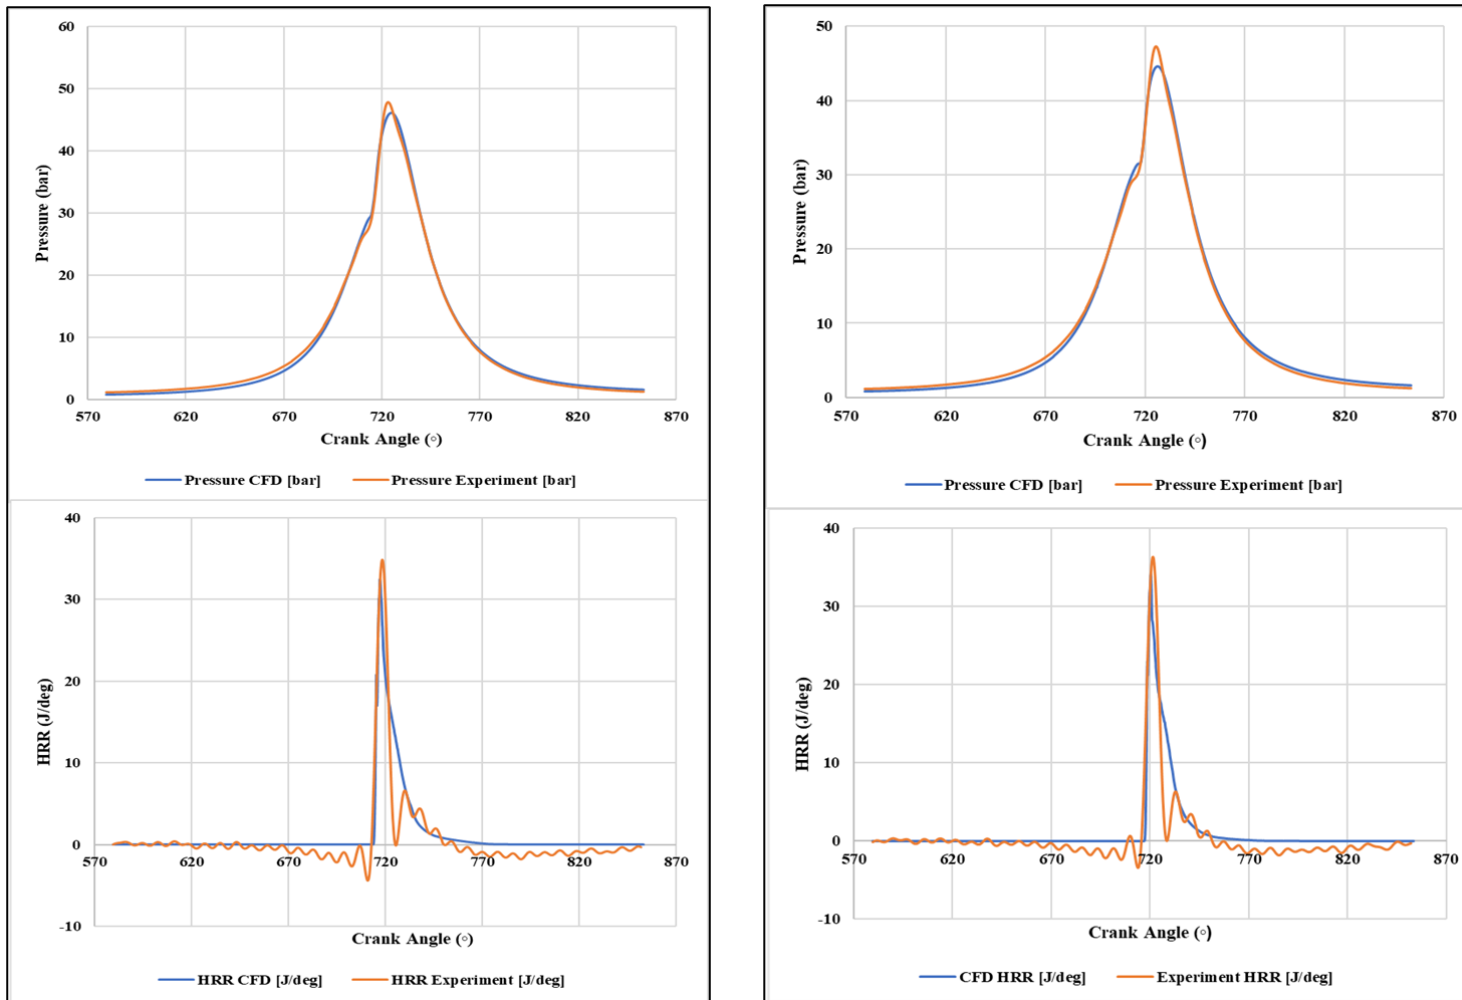 60
50
40
30
20
10
0
Pressure (bar)
570 620 670 720 770 820 870
Crank Angle (○)
Pressure CFD [bar] Pressure Experiment [bar]
40
30
20
10
0
-10
HRR (J/deg)
570 620 670 720 770 820 870
Crank Angle (○)
HRR CFD [J/deg] HRR Experiment [J/deg]
50
40
30
20
10
0
Pressure (bar)
570 620 670 720 770 820 870
Crank Angle (○)
Pressure CFD [bar] Pressure Experiment [bar]
40
30
20
10
0
-10
HRR (J/deg)
570 620 670 720 770 820 870
Crank Angle (○)
CFD HRR [J/deg] Experiment HRR [J/deg]